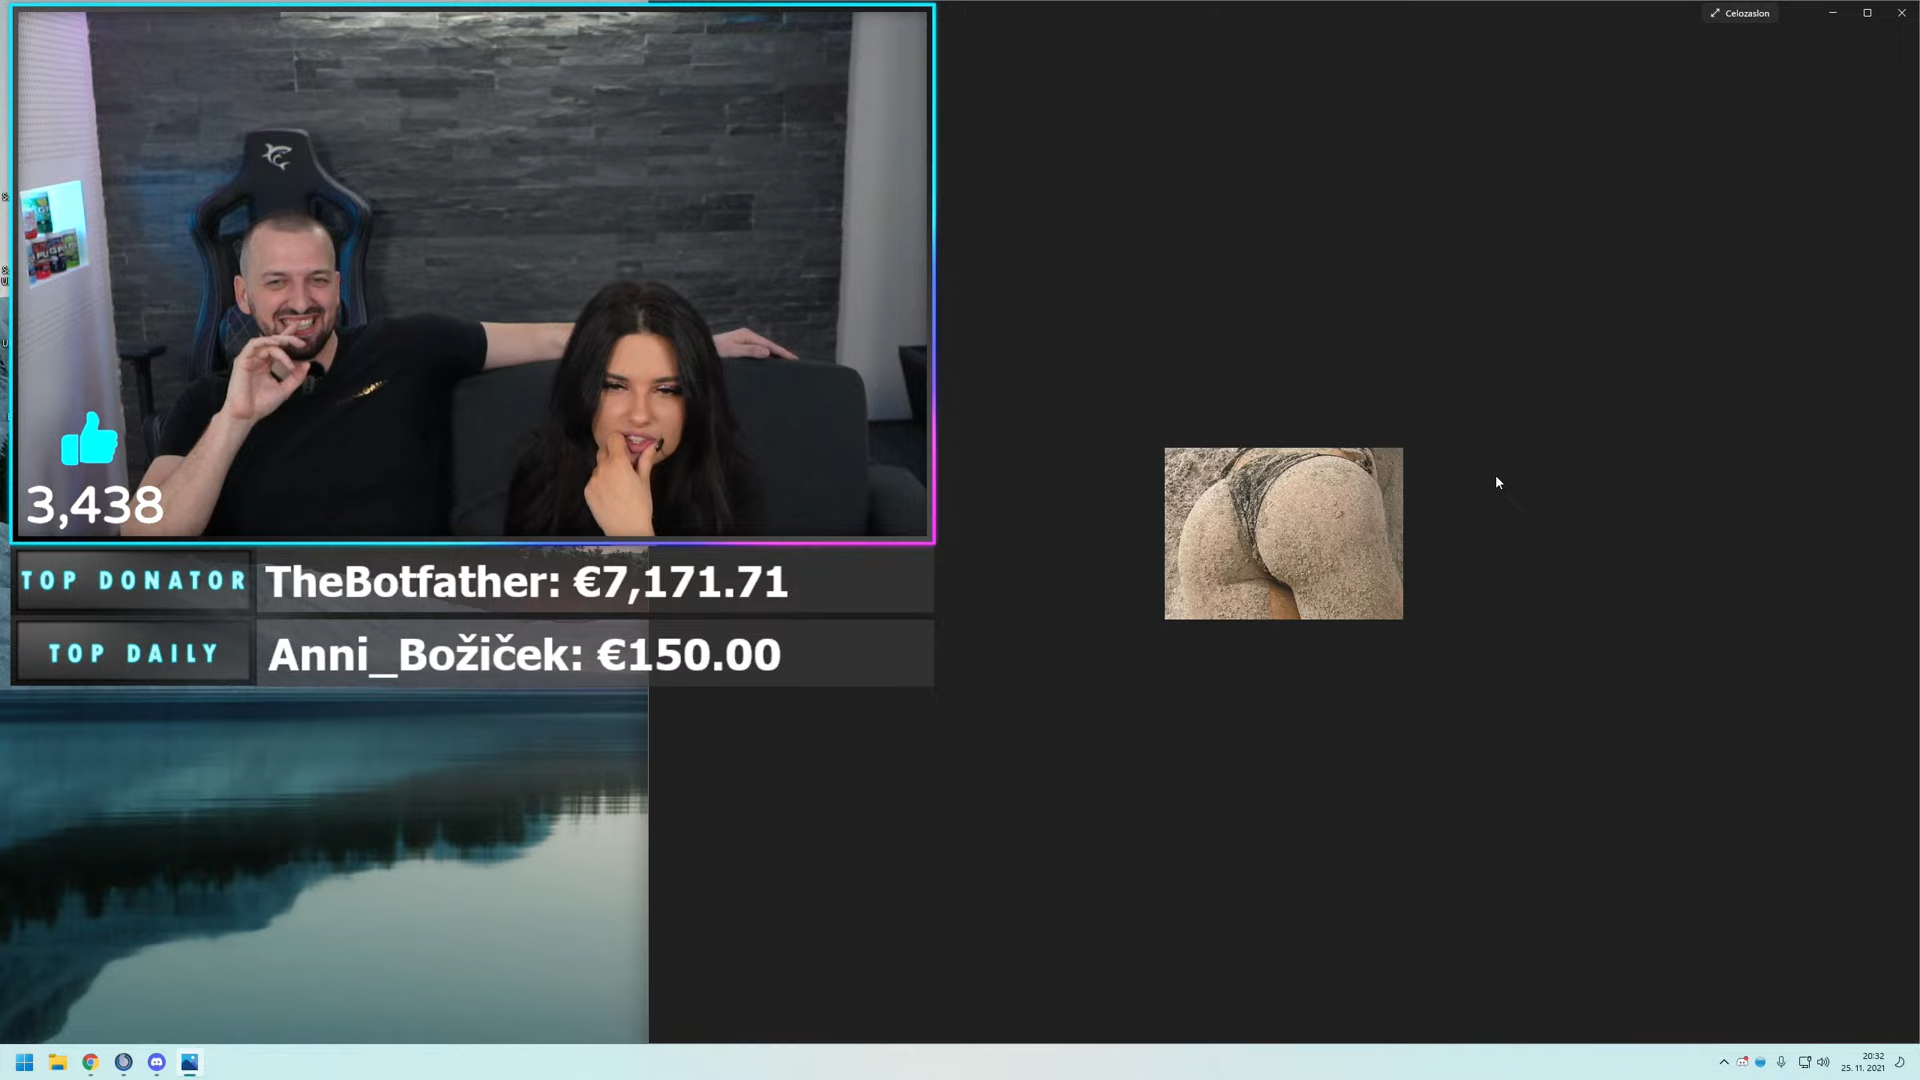 Celozaslon
3,438
TOP DONATOR
TheBotfather: €7,171.71
TOP DAILY
Anni_Božiček: €150.00
20:32
25. 11. 2021